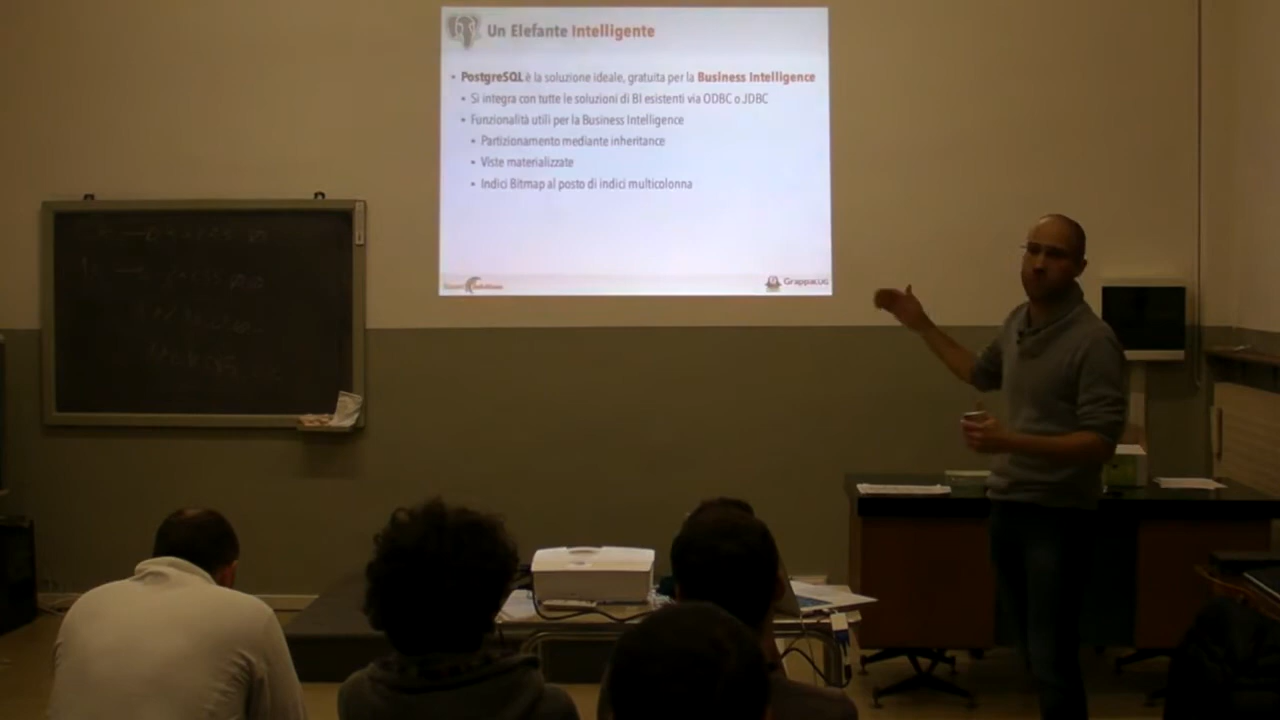 Un Elefante Intelligente
• PostgreSQL è la soluzione ideale, gratuita per la Business Intelligence
• Si integra con tutte le soluzioni di BI esistenti via ODBC o JDBC
• Funzionalità utili per la Business Intelligence
• Partizionamento mediante inheritance
• Viste materializzate
• Indici Bitmap al posto di indici multicolonna
GrappaLUG